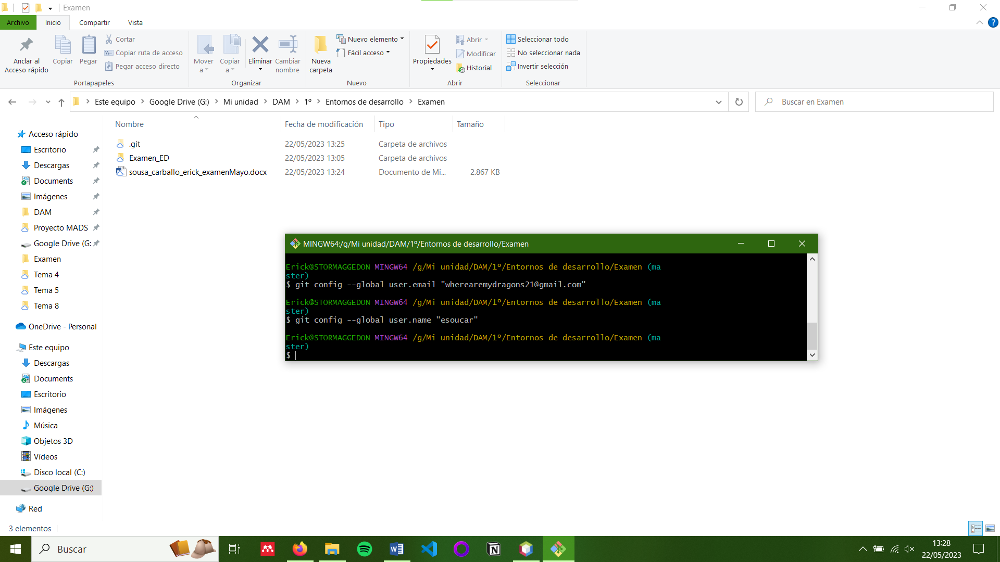 Examen
Archivo
Inicio
Compartir
Vista
Anclar al
Acceso rápido
Copiar
Pegar
Cortar
Copiar ruta de acceso
Pegar acceso directo
Portapapeles
Mover
a
Copiar
a
Eliminar
Cambiar
nombre
Organizar
Nueva
carpeta
Nuevo elemento
Fácil acceso
Nuevo
Propiedades
Abrir
Modificar
Historial
Abrir
Seleccionar todo
No seleccionar nada
Invertir selección
Seleccionar
Este equipo > Google Drive (G:) > Mi unidad > DAM > 1º > Entornos de desarrollo > Examen
Buscar en Examen
Nombre Fecha de modificación Tipo Tamaño
.git 22/05/2023 13:25 Carpeta de archivos
Examen_ED 22/05/2023 13:05 Carpeta de archivos
sousa_carballo_erick_examenMayo.docx 22/05/2023 13:24 Documento de Mi... 2.867 KB
Acceso rápido
Escritorio
Descargas
Documents
Imágenes
DAM
Proyecto MADS
Google Drive (G:
Examen
Tema 4
Tema 5
Tema 8
OneDrive - Personal
Este equipo
Descargas
Documents
Escritorio
Imágenes
Música
Objetos 3D
Vídeos
Disco local (C:)
Google Drive (G:)
Red
3 elementos
MINGW64:/g/Mi unidad/DAM/1º/Entornos de desarrollo/Examen
Erick@STORMAGGEDON MINGW64 /g/Mi unidad/DAM/1º/Entornos de desarrollo/Examen (ma
ster)
$ git config --global user.email "wherearemydragons21@gmail.com"
Erick@STORMAGGEDON MINGW64 /g/Mi unidad/DAM/1º/Entornos de desarrollo/Examen (ma
ster)
$ git config --global user.name "esoucar"
Erick@STORMAGGEDON MINGW64 /g/Mi unidad/DAM/1º/Entornos de desarrollo/Examen (ma
ster)
$
Buscar
13:28
22/05/2023